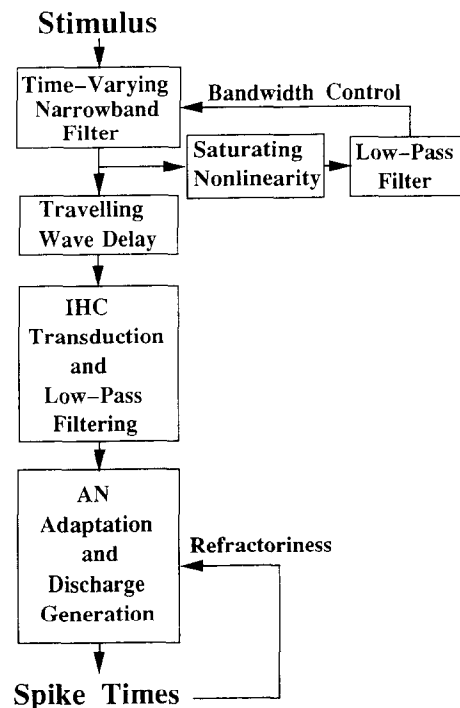 Stimulus
Time-Varying
Narrowband
Filter
Bandwidth Control
Saturating
Nonlinearity
Low-Pass
Filter
Travelling
Wave Delay
IHC
Transduction
and
Low-Pass
Filtering
AN
Adaptation
and
Discharge
Generation
Refractoriness
Spike Times